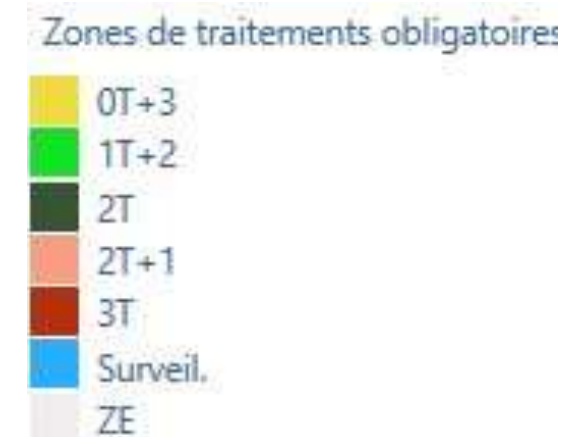 Zones de traitements obligatoires
0T+3
1T+2
2T
2T+1
3T
Surveil.
ZE